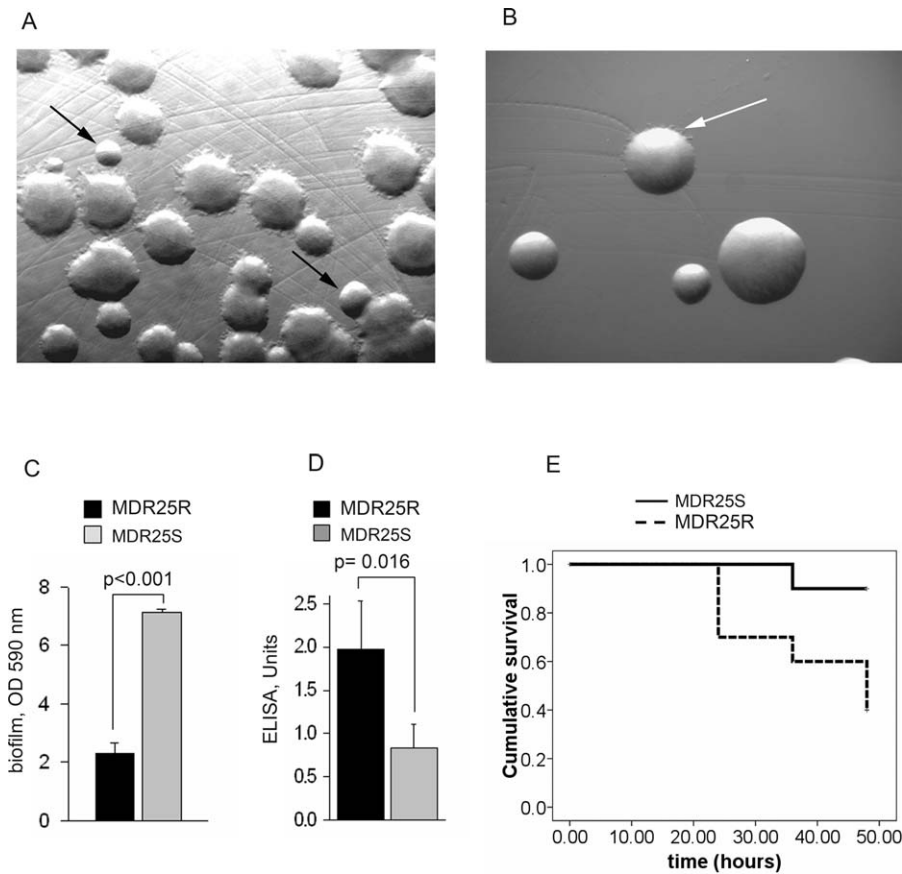 A
B
C
MDR25R
MDR25S
p<0.001
biofilm, OD 590 nm
8
6
4
2
0
D
MDR25R
MDR25S
p= 0.016
ELISA, Units
2.5
2.0
1.5
1.0
0.5
0.0
E
MDR25S
MDR25R
Cumulative survival
1.0
0.8
0.6
0.4
0.2
0.0
0.00 10.00 20.00 30.00 40.00 50.00
time (hours)